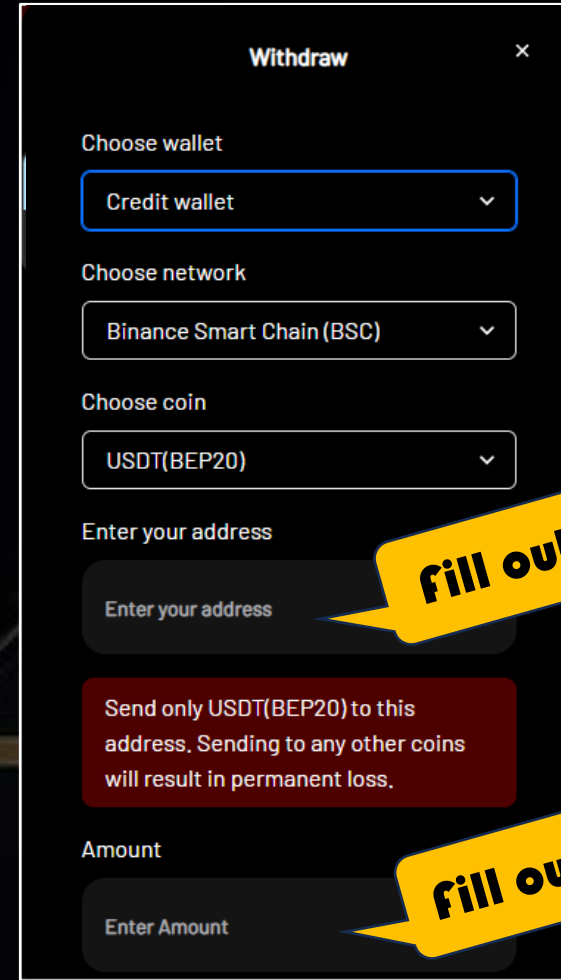 Withdraw
×
Choose wallet
Credit wallet
Choose network
Binance Smart Chain (BSC)
Choose coin
USDT(BEP20)
Enter your address
Fill
Enter your address
Send only USDT(BEP20) to this
address. Sending to any other coins
will result in permanent loss.
Amount
Fill
Enter Amount